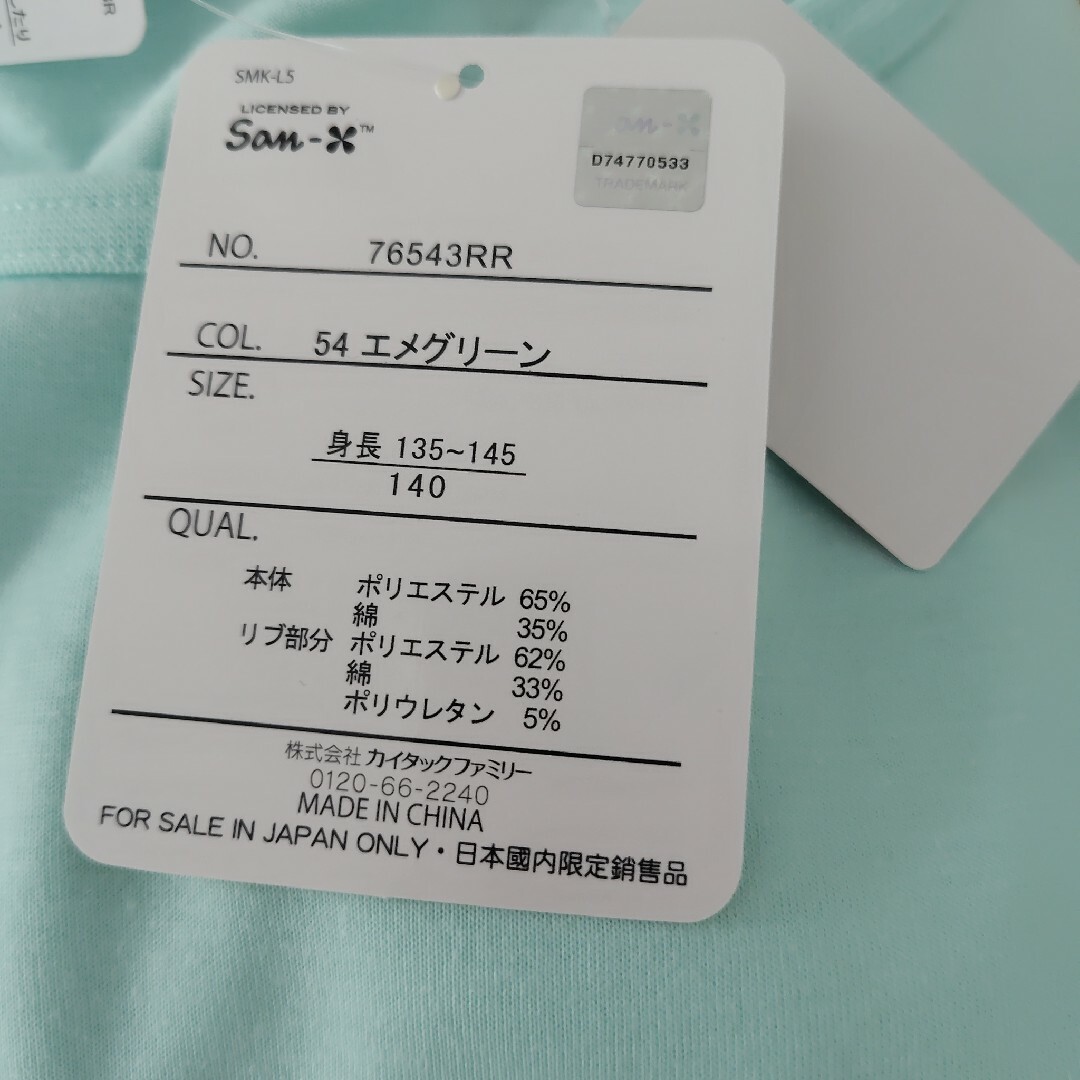 SMK-L5
LICENSED BY
San-X™
San-X
D74770533
TRADEMARK
NO. 76543RR
COL. 54 エメグリーン
SIZE.
身長 135~145
140
QUAL.
本体 ポリエステル 65%
綿 35%
リブ部分 ポリエステル 62%
綿 33%
ポリウレタン 5%
株式会社 カイタックファミリー
0120-66-2240
MADE IN CHINA
FOR SALE IN JAPAN ONLY・日本國内限定銷售品